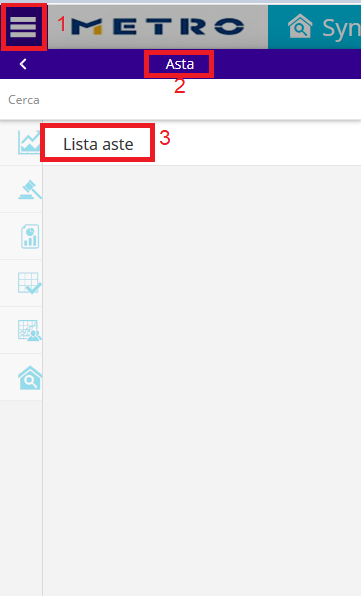 1 METRO Syn
Asta
2
Cerca
Lista aste 3